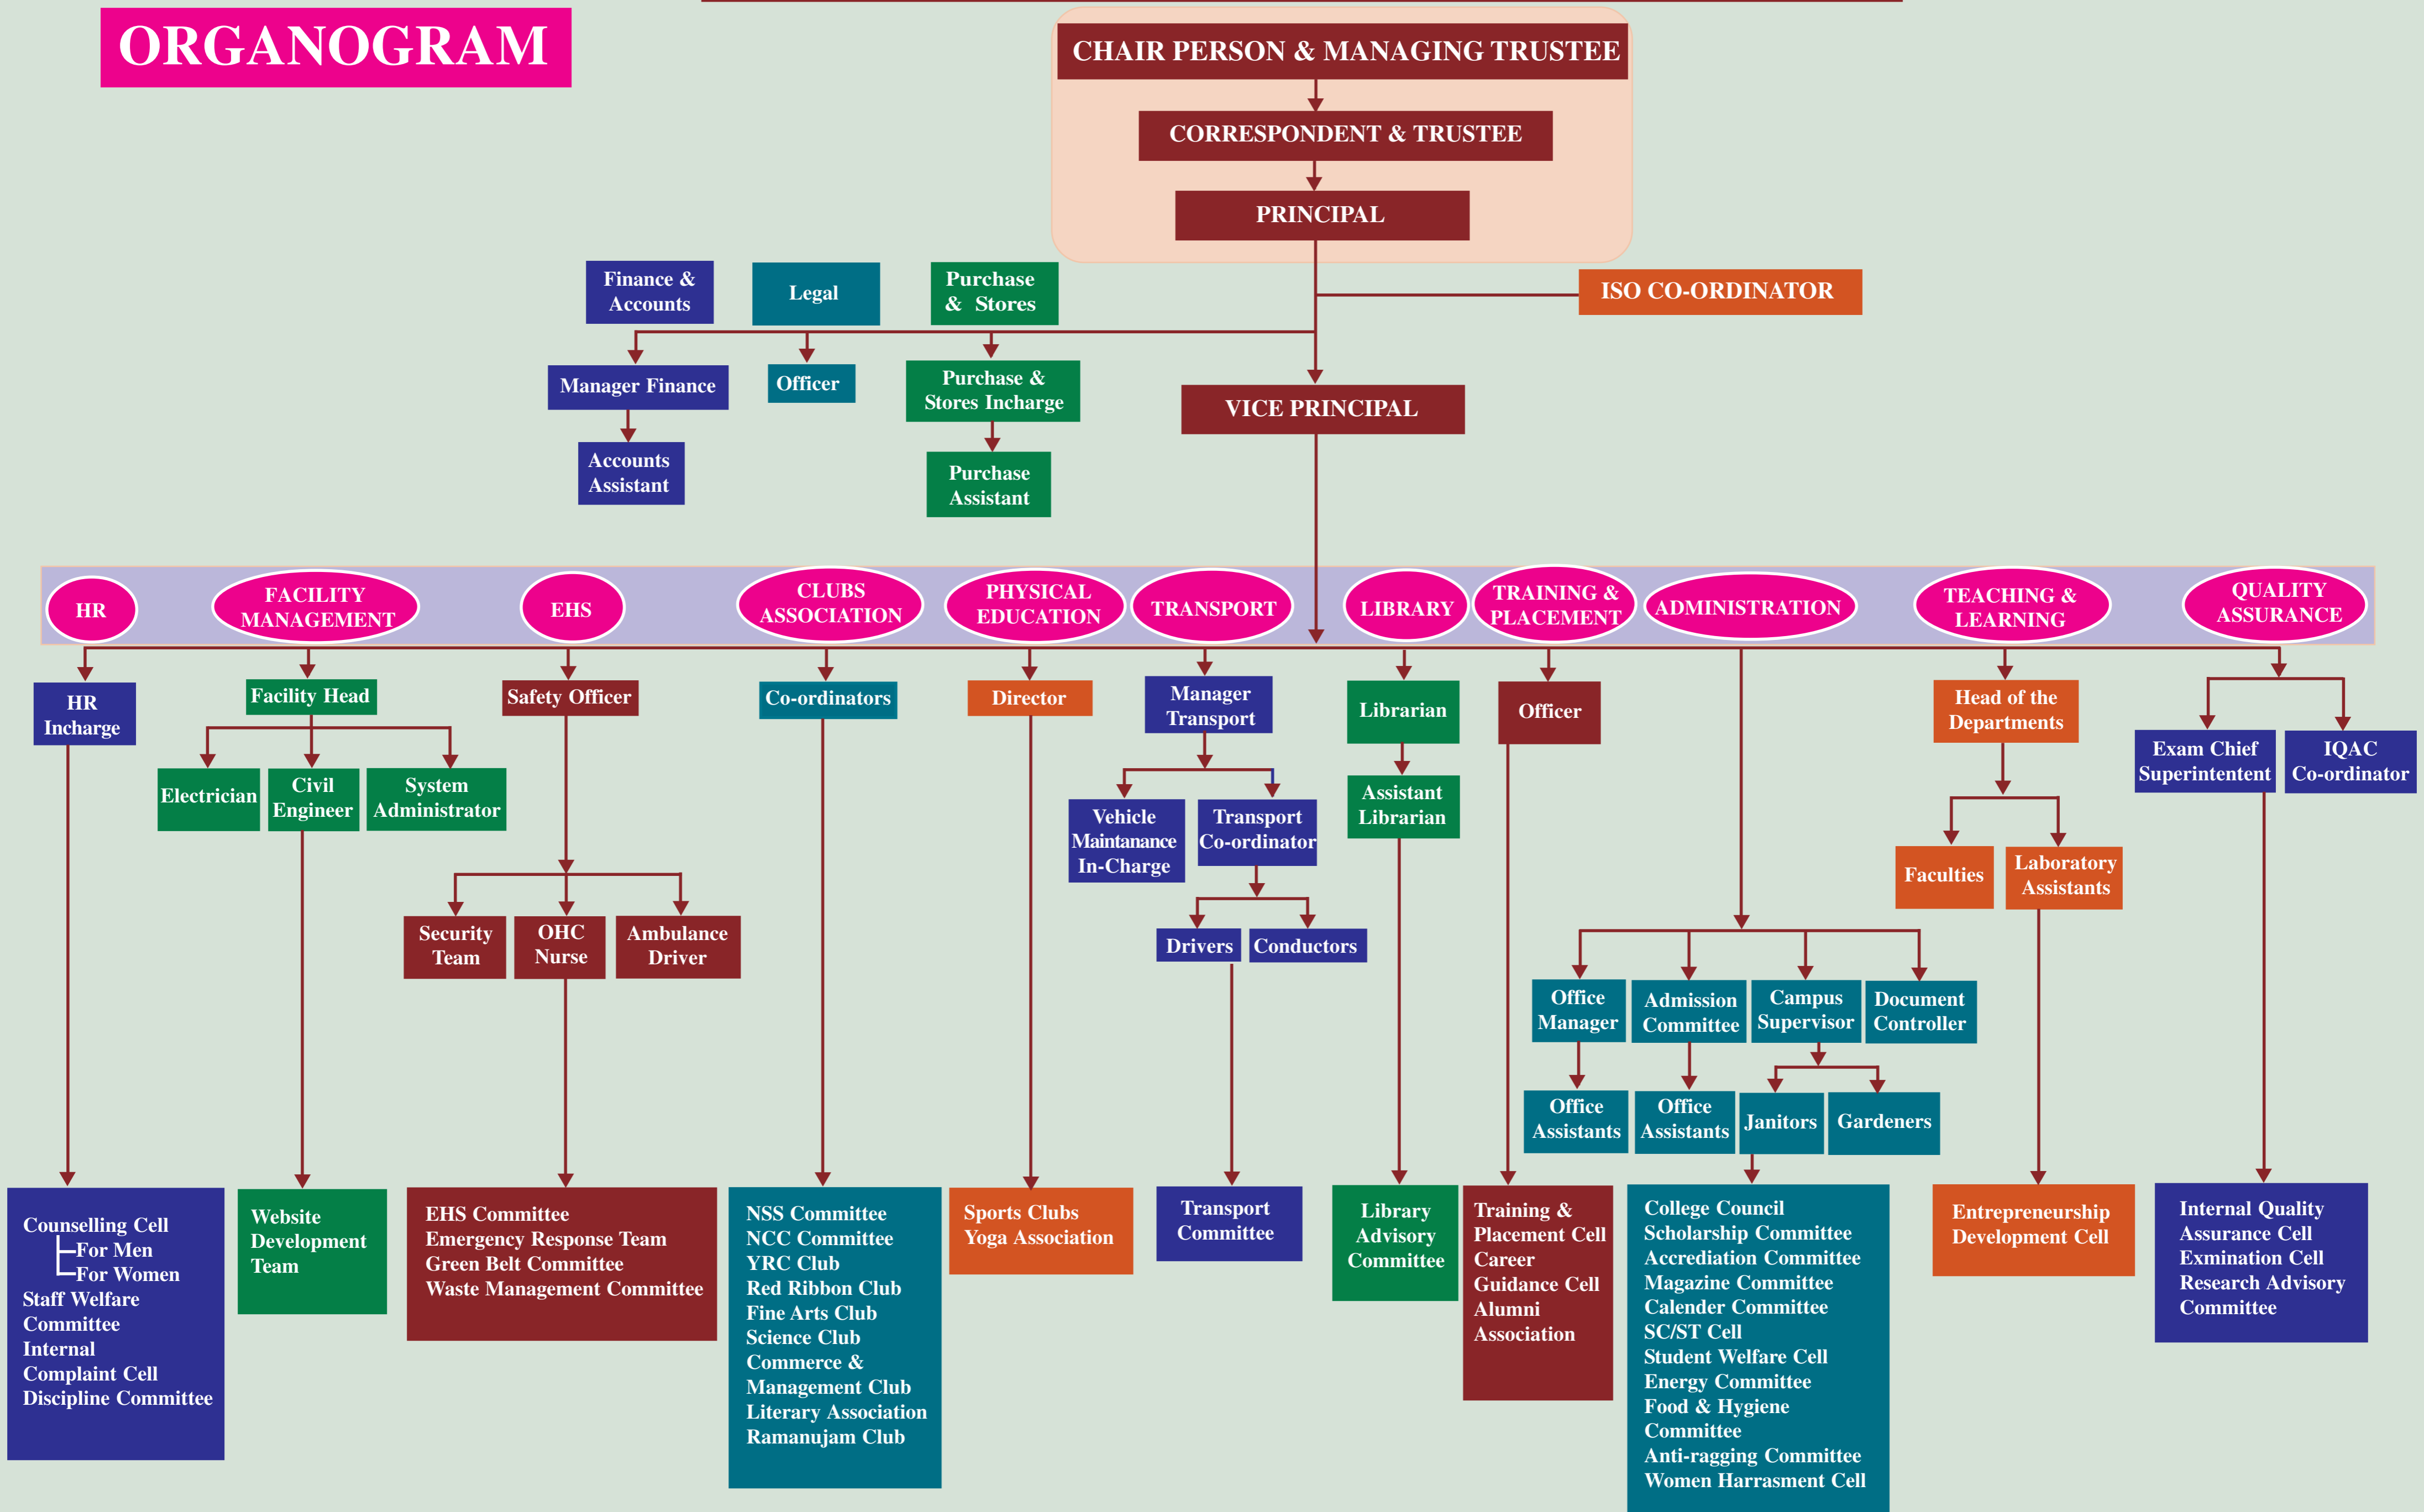 ORGANOGRAM
CHAIR PERSON & MANAGING TRUSTEE
CORRESPONDENT & TRUSTEE
PRINCIPAL
Finance &
Accounts
Legal
Purchase
& Stores
ISO CO-ORDINATOR
Manager Finance
Officer
Purchase &
Stores Incharge
VICE PRINCIPAL
Accounts
Assistant
Purchase
Assistant
HR
FACILITY
MANAGEMENT
EHS
CLUBS
ASSOCIATION
PHYSICAL
EDUCATION
TRANSPORT
LIBRARY
TRAINING &
PLACEMENT
ADMINISTRATION
TEACHING &
LEARNING
QUALITY
ASSURANCE
HR
Incharge
Facility Head
Safety Officer
Co-ordinators
Director
Manager
Transport
Librarian
Officer
Head of the
Departments
Exam Chief
Superintentent
IQAC
Co-ordinator
Electrician
Civil
Engineer
System
Administrator
Vehicle
Maintanance
In-Charge
Transport
Co-ordinator
Assistant
Librarian
Faculties
Laboratory
Assistants
Security
Team
OHC
Nurse
Ambulance
Driver
Drivers
Conductors
Office
Manager
Admission
Committee
Campus
Supervisor
Document
Controller
Office
Assistants
Office
Assistants
Janitors
Gardeners
Counselling Cell
For Men
For Women
Staff Welfare
Committee
Internal
Complaint Cell
Discipline Committee
Website
Development
Team
EHS Committee
Emergency Response Team
Green Belt Committee
Waste Management Committee
NSS Committee
NCC Committee
YRC Club
Red Ribbon Club
Fine Arts Club
Science Club
Commerce &
Management Club
Literary Association
Ramanujam Club
Sports Clubs
Yoga Association
Transport
Committee
Library
Advisory
Committee
Training &
Placement Cell
Career
Guidance Cell
Alumni
Association
College Council
Scholarship Committee
Accrediation Committee
Magazine Committee
Calender Committee
SC/ST Cell
Student Welfare Cell
Energy Committee
Food & Hygiene
Committee
Anti-ragging Committee
Women Harrasment Cell
Entrepreneurship
Development Cell
Internal Quality
Assurance Cell
Exmination Cell
Research Advisory
Committee